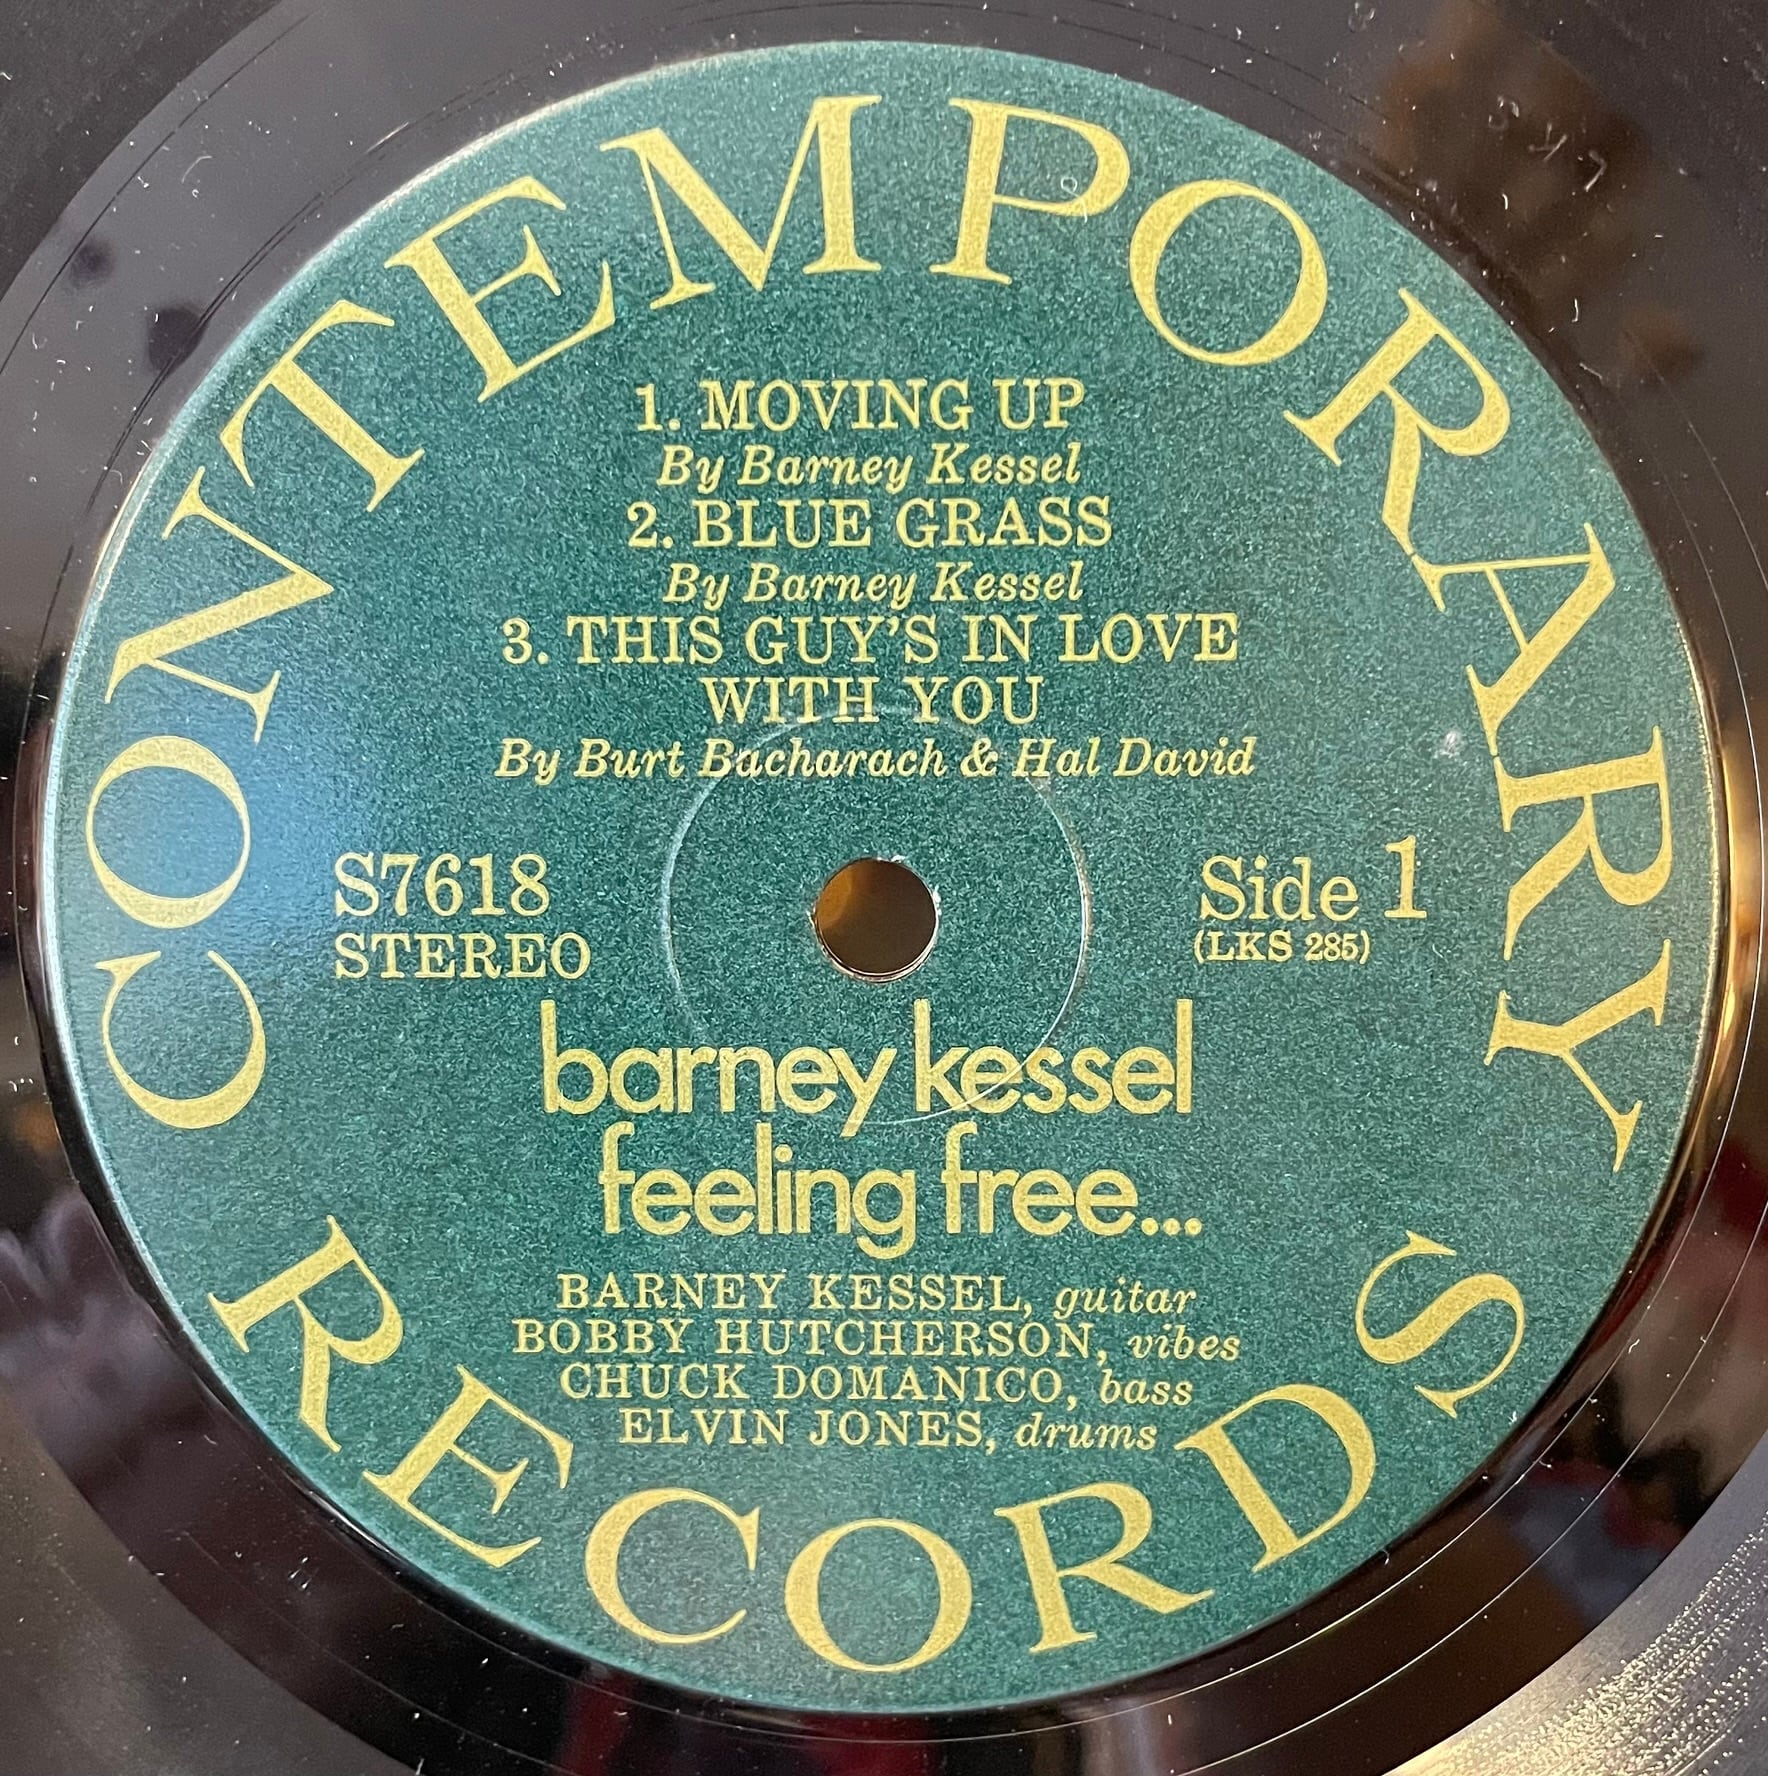 CONTEMPORARY
1. MOVING UP
By Barney Kessel
2. BLUE GRASS
By Barney Kessel
3. THIS GUY'S IN LOVE
WITH YOU
By Burt Bacharach & Hal David
S7618
STEREO
Side 1
(LKS 285)
barney kessel
feeling free...
BARNEY KESSEL, guitar
BOBBY HUTCHERSON, vibes
CHUCK DOMANICO, bass
ELVIN JONES, drums
RECORDS